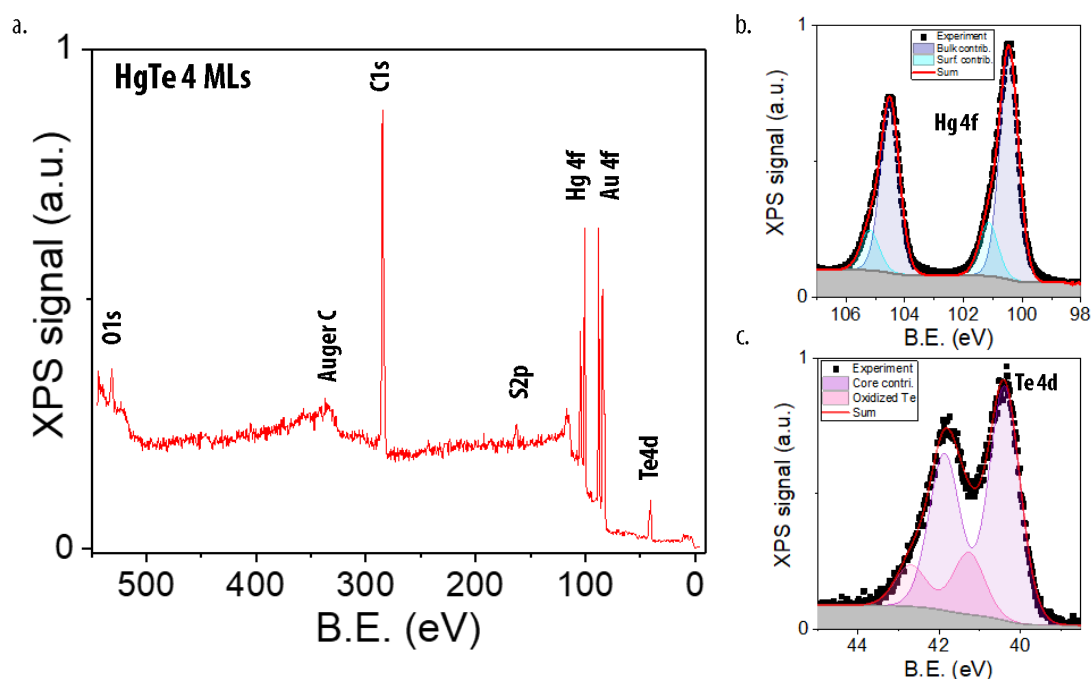 a.
HgTe 4 MLs
C1s
Hg 4f
Au 4f
O1s
Auger C
S2p
Te4d
XPS signal (a.u.)
1
0
500
400
300
200
100
0
B.E. (eV)
b.
Experiment
Bulk contrib.
Surf. contrib.
Sum
Hg 4f
XPS signal (a.u.)
1
0
106
104
102
100
98
B.E. (eV)
c.
Experiment
Core contri.
Oxidized Te
Sum
Te 4d
XPS signal (a.u.)
1
0
44
42
40
B.E. (eV)